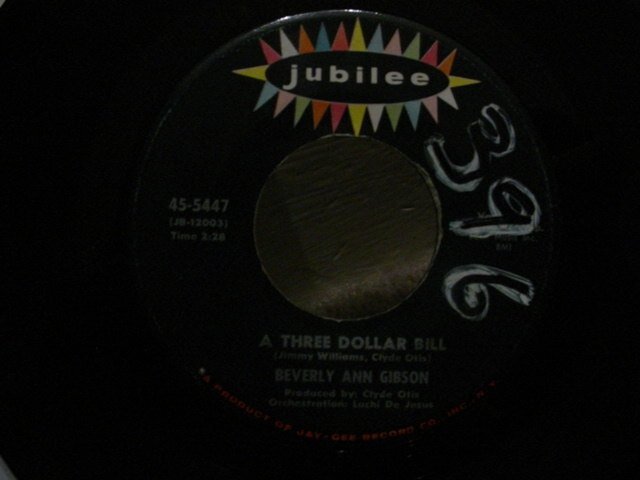 jubilee
45-5447
(JB-12003)
Time 2:28
396
BMI
A THREE DOLLAR BILL
(Jimmy Williams, Clyde Otis)
BEVERLY ANN GIBSON
Produced by: Clyde Otis
Orchestration: Luchi De Jesus
A PRODUCT OF JAY-GEE RECORD CO., INC., N.Y.